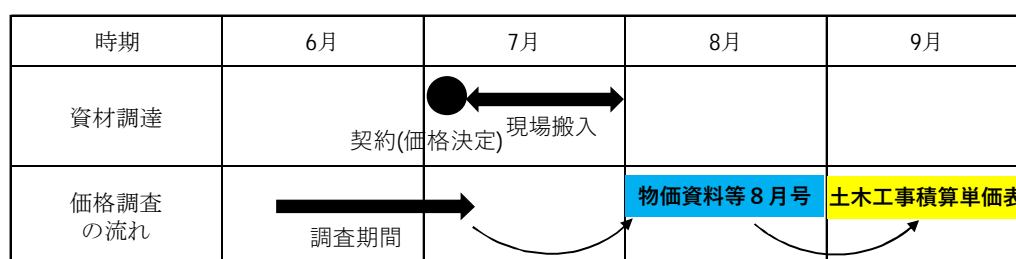 時期
6月
7月
8月
9月
資材調達
契約(価格決定)
現場搬入
価格調査
の流れ
調査期間
物価資料等８月号
土木工事積算単価表